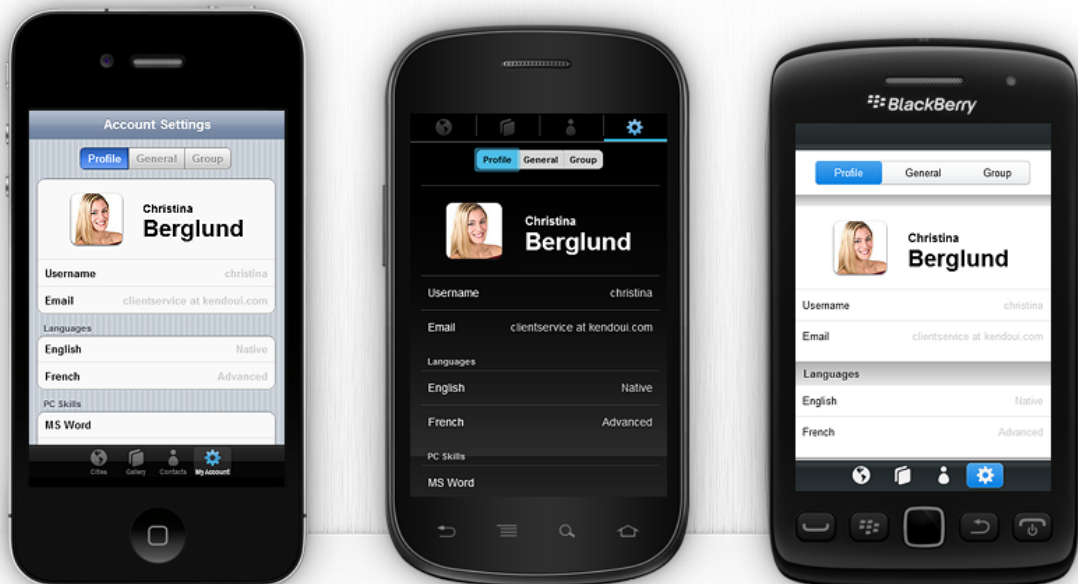 Account Settings
Profile General Group
Christina
Berglund
Username christina
Email clientservice at kendoui.com
Languages
English Native
French Advanced
PC Skills
MS Word
Cities Gallery Contacts My Account
Profile General Group
Christina
Berglund
Username christina
Email clientservice at kendoui.com
Languages
English Native
French Advanced
PC Skills
MS Word
BlackBerry
Profile General Group
Christina
Berglund
Username christina
Email clientservice at kendoui.com
Languages
English Native
French Advanced